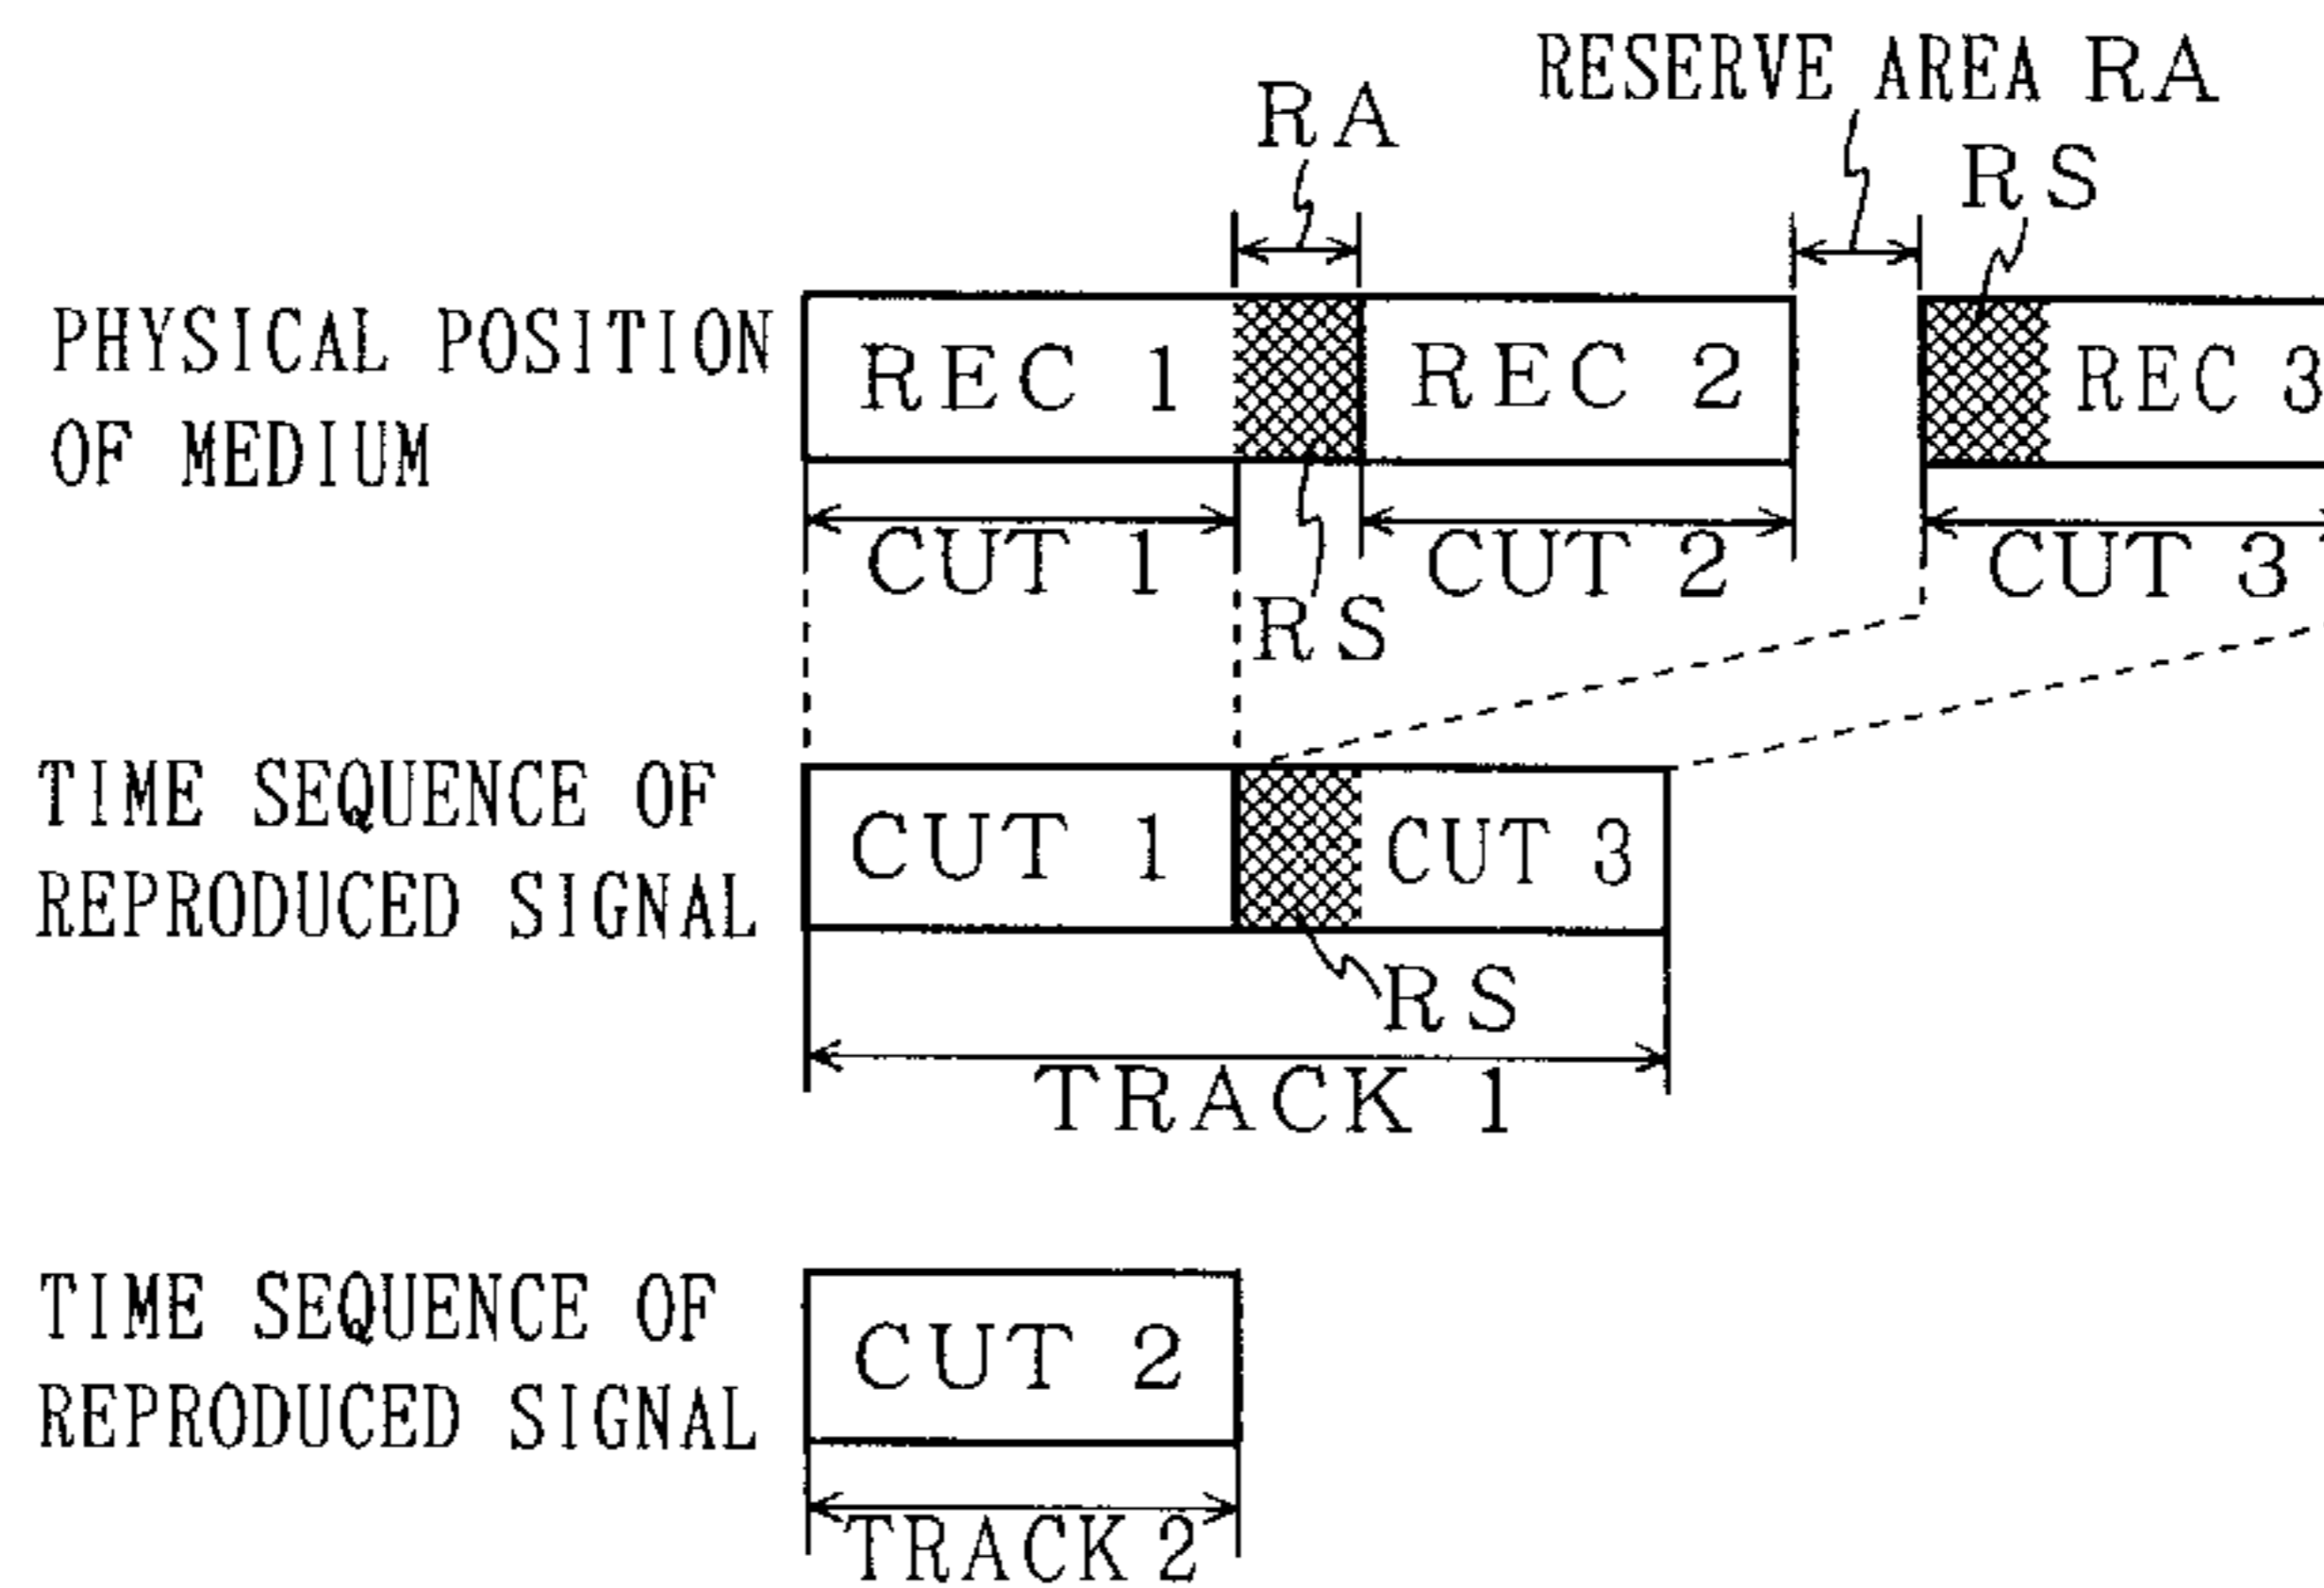 RESERVE AREA RA
RA
RS
PHYSICAL POSITION
OF MEDIUM
REC 1
REC 2
REC 3
CUT 1
CUT 2
CUT 3
RS
TIME SEQUENCE OF
REPRODUCED SIGNAL
CUT 1
CUT 3
RS
TRACK 1
TIME SEQUENCE OF
REPRODUCED SIGNAL
CUT 2
TRACK 2